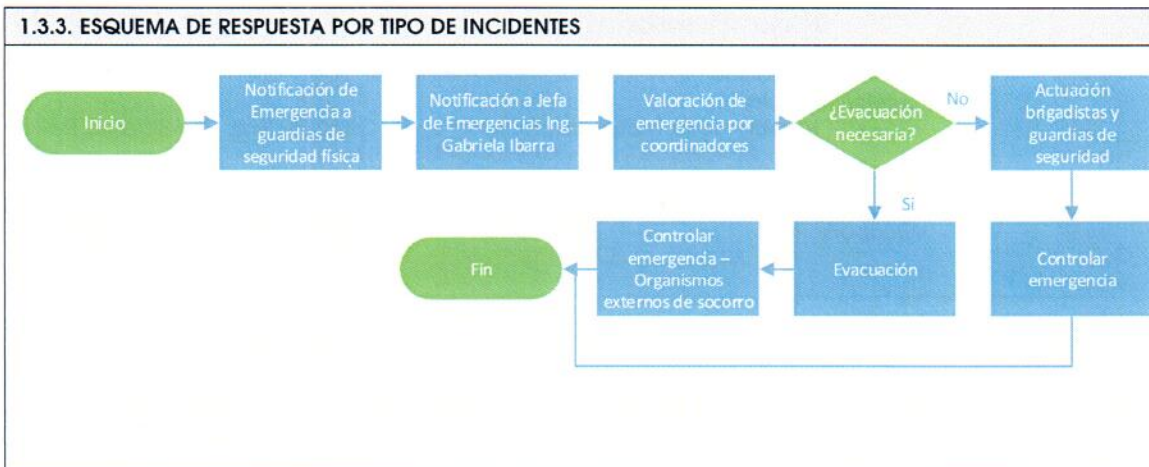 1.3.3. ESQUEMA DE RESPUESTA POR TIPO DE INCIDENTES
Inicio
Notificación de
Emergencia a
guardias de
seguridad física
Notificación a Jefa
de Emergencias Ing.
Gabriela Ibarra
Valoración de
emergencia por
coordinadores
¿Evacuación
necesaria?
No
Actuación
brigadistas y
guardias de
seguridad
Si
Fin
Controlar
emergencia –
Organismos
externos de socorro
Evacuación
Controlar
emergencia